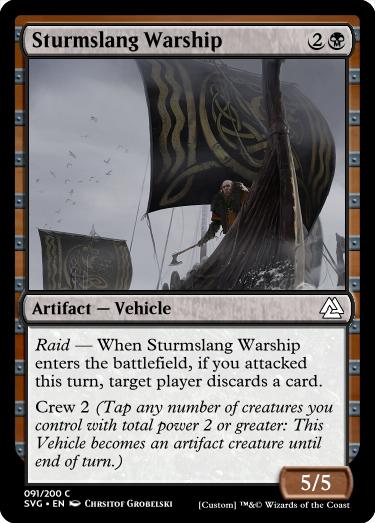 Sturmslang Warship 2
Artifact — Vehicle
Raid — When Sturmslang Warship
enters the battlefield, if you attacked
this turn, target player discards a card.
Crew 2 (Tap any number of creatures you
control with total power 2 or greater: This
Vehicle becomes an artifact creature until
end of turn.)
5/5
091/200 C
SVG • EN Chrsitof Grobelski
[Custom] ™&© Wizards of the Coast